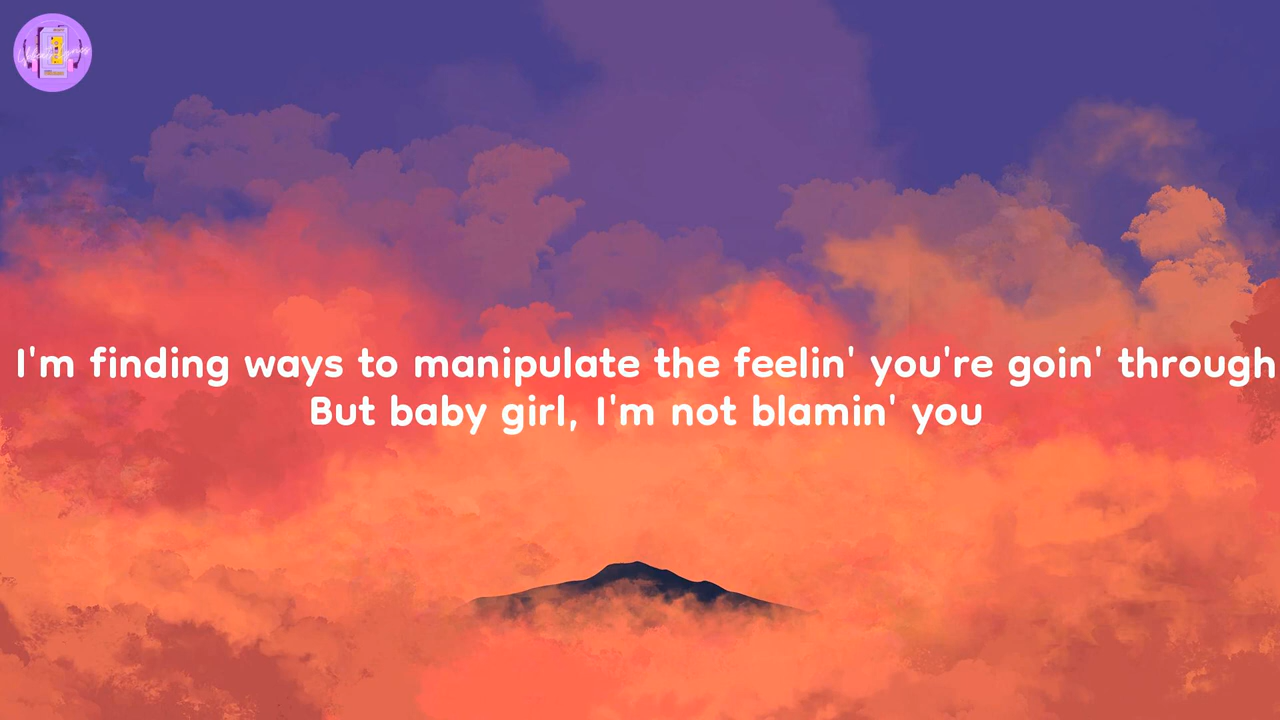 I'm finding ways to manipulate the feelin' you're goin' through
But baby girl, I'm not blamin' you